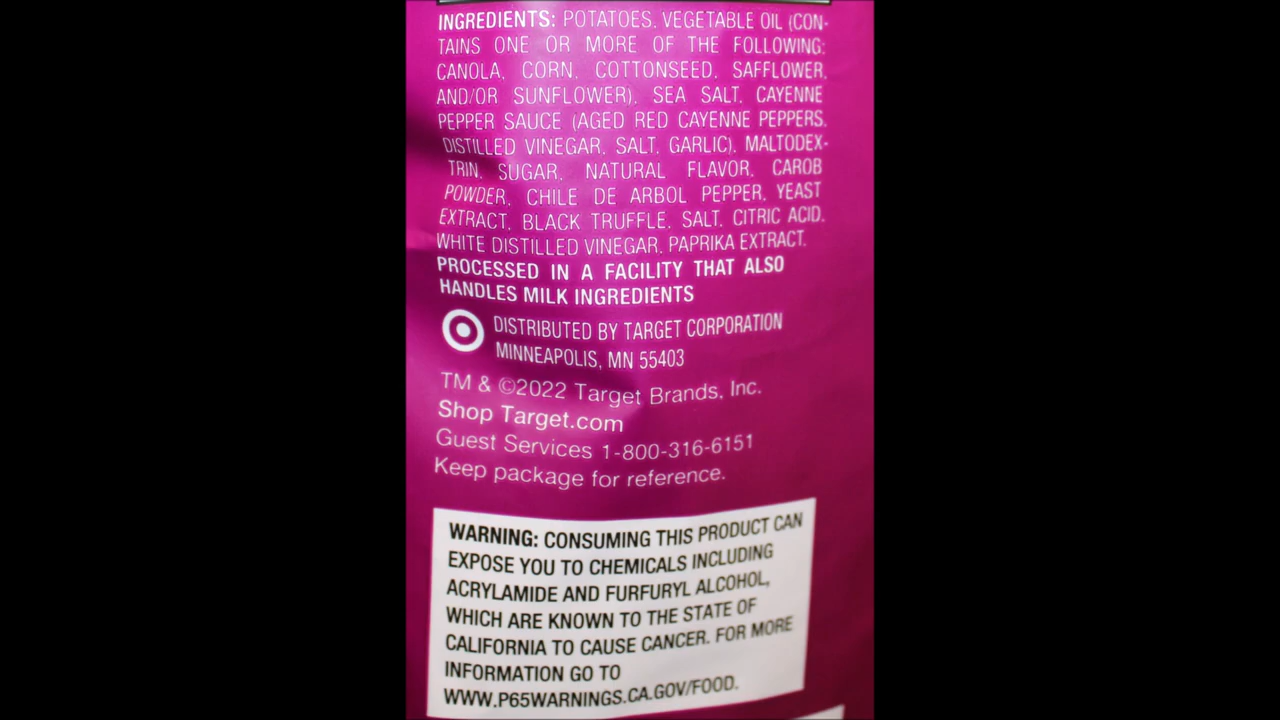 INGREDIENTS: POTATOES, VEGETABLE OIL (CON-
TAINS ONE OR MORE OF THE FOLLOWING:
CANOLA, CORN, COTTONSEED, SAFFLOWER,
AND/OR SUNFLOWER), SEA SALT, CAYENNE
PEPPER SAUCE (AGED RED CAYENNE PEPPERS,
DISTILLED VINEGAR, SALT, GARLIC), MALTODEX-
TRIN, SUGAR, NATURAL FLAVOR, CAROB
POWDER, CHILE DE ARBOL PEPPER, YEAST
EXTRACT, BLACK TRUFFLE, SALT, CITRIC ACID,
WHITE DISTILLED VINEGAR, PAPRIKA EXTRACT.
PROCESSED IN A FACILITY THAT ALSO
HANDLES MILK INGREDIENTS
DISTRIBUTED BY TARGET CORPORATION
MINNEAPOLIS, MN 55403
TM & ©2022 Target Brands, Inc.
Shop Target.com
Guest Services 1-800-316-6151
Keep package for reference.
WARNING: CONSUMING THIS PRODUCT CAN
EXPOSE YOU TO CHEMICALS INCLUDING
ACRYLAMIDE AND FURFURYL ALCOHOL,
WHICH ARE KNOWN TO THE STATE OF
CALIFORNIA TO CAUSE CANCER. FOR MORE
INFORMATION GO TO
WWW.P65WARNINGS.CA.GOV/FOOD.